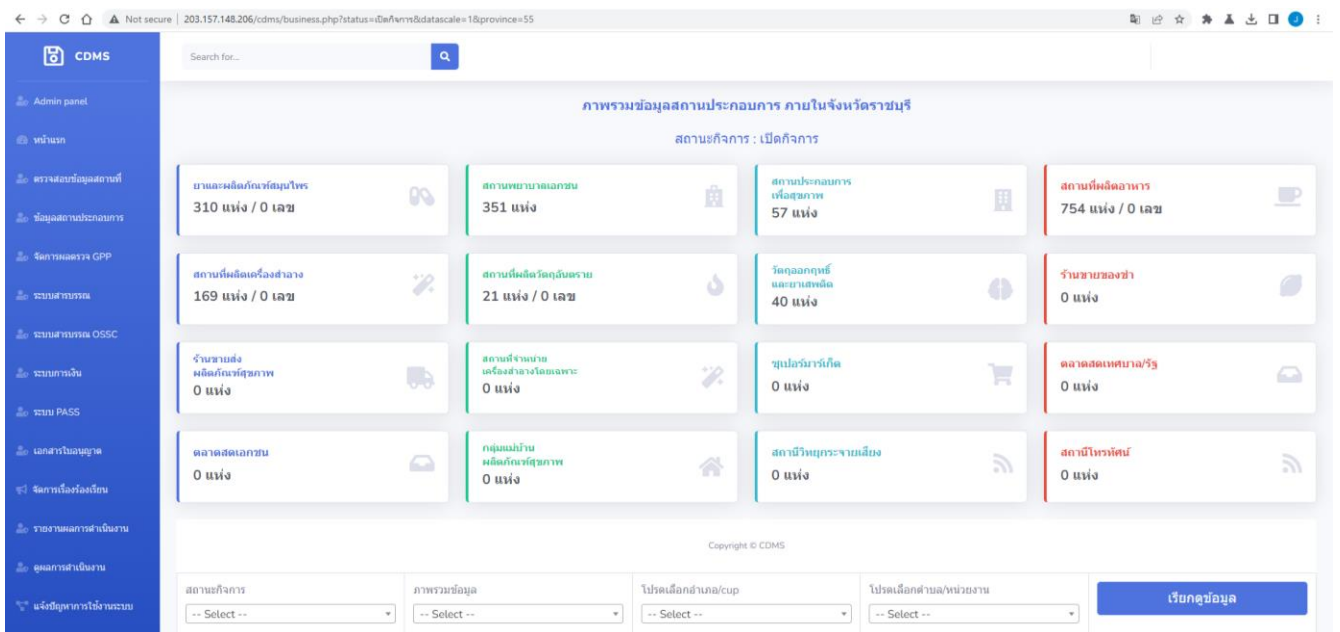 Not secure
203.157.148.206/cdms/business.php?status=เปิดกิจการ&datascale=1&province=55
CDMS
Search for...
Admin panel
หน้าแรก
ตรวจสอบข้อมูลสถานที่
ข้อมูลสถานประกอบการ
จัดการผลตรวจ GPP
ระบบสารบรรณ
ระบบสารบรรณ OSSC
ระบบการเงิน
ระบบ PASS
เอกสารใบอนุญาต
จัดการเรื่องร้องเรียน
รายงานผลการดำเนินงาน
ดูผลการดำเนินงาน
แจ้งปัญหาการใช้งานระบบ
ภาพรวมข้อมูลสถานประกอบการ ภายในจังหวัดราชบุรี
สถานะกิจการ : เปิดกิจการ
ยาและผลิตภัณฑ์สมุนไพร
310 แห่ง / 0 เลข
สถานพยาบาลเอกชน
351 แห่ง
สถานประกอบการ
เพื่อสุขภาพ
57 แห่ง
สถานที่ผลิตอาหาร
754 แห่ง / 0 เลข
สถานที่ผลิตเครื่องสำอาง
169 แห่ง / 0 เลข
สถานที่ผลิตวัตถุอันตราย
21 แห่ง / 0 เลข
วัตถุออกฤทธิ์
และยาเสพติด
40 แห่ง
ร้านขายของชำ
0 แห่ง
ร้านขายส่ง
ผลิตภัณฑ์สุขภาพ
0 แห่ง
สถานที่จำหน่าย
เครื่องสำอางโดยเฉพาะ
0 แห่ง
ซุปเปอร์มาร์เก็ต
0 แห่ง
ตลาดสดเทศบาล/รัฐ
0 แห่ง
ตลาดสดเอกชน
0 แห่ง
กลุ่มแม่บ้าน
ผลิตภัณฑ์สุขภาพ
0 แห่ง
สถานีวิทยุกระจายเสียง
0 แห่ง
สถานีโทรทัศน์
0 แห่ง
Copyright © CDMS
สถานะกิจการ
-- Select --
ภาพรวมข้อมูล
-- Select --
โปรดเลือกอำเภอ/cup
-- Select --
โปรดเลือกตำบล/หน่วยงาน
-- Select --
เรียกดูข้อมูล